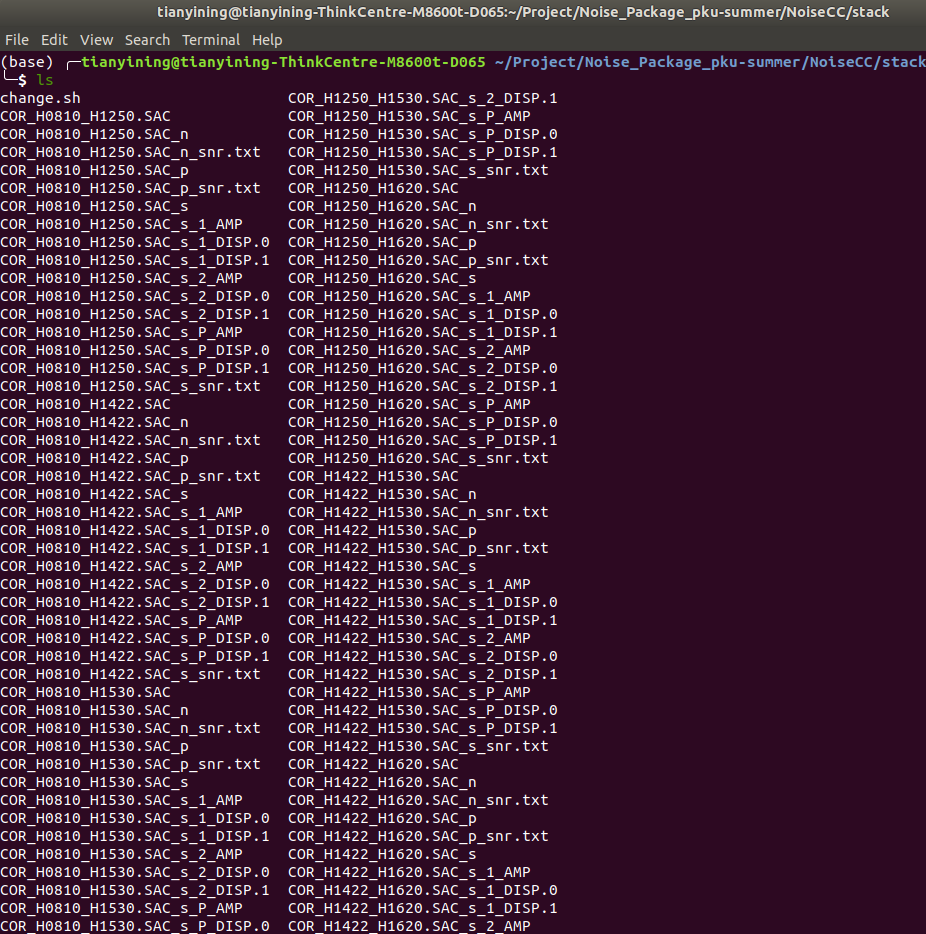 tianyining@tianyining-ThinkCentre-M8600t-D065:~/Project/Noise_Package_pku-summer/NoiseCC/stack
File Edit View Search Terminal Help
(base) ╭─tianyining@tianyining-ThinkCentre-M8600t-D065 ~/Project/Noise_Package_pku-summer/NoiseCC/stack
╰─$ ls
change.sh COR_H1250_H1530.SAC_s_2_DISP.1
COR_H0810_H1250.SAC COR_H1250_H1530.SAC_s_P_AMP
COR_H0810_H1250.SAC_n COR_H1250_H1530.SAC_s_P_DISP.0
COR_H0810_H1250.SAC_n_snr.txt COR_H1250_H1530.SAC_s_P_DISP.1
COR_H0810_H1250.SAC_p COR_H1250_H1530.SAC_s_snr.txt
COR_H0810_H1250.SAC_p_snr.txt COR_H1250_H1620.SAC
COR_H0810_H1250.SAC_s COR_H1250_H1620.SAC_n
COR_H0810_H1250.SAC_s_1_AMP COR_H1250_H1620.SAC_n_snr.txt
COR_H0810_H1250.SAC_s_1_DISP.0 COR_H1250_H1620.SAC_p
COR_H0810_H1250.SAC_s_1_DISP.1 COR_H1250_H1620.SAC_p_snr.txt
COR_H0810_H1250.SAC_s_2_AMP COR_H1250_H1620.SAC_s
COR_H0810_H1250.SAC_s_2_DISP.0 COR_H1250_H1620.SAC_s_1_AMP
COR_H0810_H1250.SAC_s_2_DISP.1 COR_H1250_H1620.SAC_s_1_DISP.0
COR_H0810_H1250.SAC_s_P_AMP COR_H1250_H1620.SAC_s_1_DISP.1
COR_H0810_H1250.SAC_s_P_DISP.0 COR_H1250_H1620.SAC_s_2_AMP
COR_H0810_H1250.SAC_s_P_DISP.1 COR_H1250_H1620.SAC_s_2_DISP.0
COR_H0810_H1250.SAC_s_snr.txt COR_H1250_H1620.SAC_s_2_DISP.1
COR_H0810_H1422.SAC COR_H1250_H1620.SAC_s_P_AMP
COR_H0810_H1422.SAC_n COR_H1250_H1620.SAC_s_P_DISP.0
COR_H0810_H1422.SAC_n_snr.txt COR_H1250_H1620.SAC_s_P_DISP.1
COR_H0810_H1422.SAC_p COR_H1250_H1620.SAC_s_snr.txt
COR_H0810_H1422.SAC_p_snr.txt COR_H1422_H1530.SAC
COR_H0810_H1422.SAC_s COR_H1422_H1530.SAC_n
COR_H0810_H1422.SAC_s_1_AMP COR_H1422_H1530.SAC_n_snr.txt
COR_H0810_H1422.SAC_s_1_DISP.0 COR_H1422_H1530.SAC_p
COR_H0810_H1422.SAC_s_1_DISP.1 COR_H1422_H1530.SAC_p_snr.txt
COR_H0810_H1422.SAC_s_2_AMP COR_H1422_H1530.SAC_s
COR_H0810_H1422.SAC_s_2_DISP.0 COR_H1422_H1530.SAC_s_1_AMP
COR_H0810_H1422.SAC_s_2_DISP.1 COR_H1422_H1530.SAC_s_1_DISP.0
COR_H0810_H1422.SAC_s_P_AMP COR_H1422_H1530.SAC_s_1_DISP.1
COR_H0810_H1422.SAC_s_P_DISP.0 COR_H1422_H1530.SAC_s_2_AMP
COR_H0810_H1422.SAC_s_P_DISP.1 COR_H1422_H1530.SAC_s_2_DISP.0
COR_H0810_H1422.SAC_s_snr.txt COR_H1422_H1530.SAC_s_2_DISP.1
COR_H0810_H1530.SAC COR_H1422_H1530.SAC_s_P_AMP
COR_H0810_H1530.SAC_n COR_H1422_H1530.SAC_s_P_DISP.0
COR_H0810_H1530.SAC_n_snr.txt COR_H1422_H1530.SAC_s_P_DISP.1
COR_H0810_H1530.SAC_p COR_H1422_H1530.SAC_s_snr.txt
COR_H0810_H1530.SAC_p_snr.txt COR_H1422_H1620.SAC
COR_H0810_H1530.SAC_s COR_H1422_H1620.SAC_n
COR_H0810_H1530.SAC_s_1_AMP COR_H1422_H1620.SAC_n_snr.txt
COR_H0810_H1530.SAC_s_1_DISP.0 COR_H1422_H1620.SAC_p
COR_H0810_H1530.SAC_s_1_DISP.1 COR_H1422_H1620.SAC_p_snr.txt
COR_H0810_H1530.SAC_s_2_AMP COR_H1422_H1620.SAC_s
COR_H0810_H1530.SAC_s_2_DISP.0 COR_H1422_H1620.SAC_s_1_AMP
COR_H0810_H1530.SAC_s_2_DISP.1 COR_H1422_H1620.SAC_s_1_DISP.0
COR_H0810_H1530.SAC_s_P_AMP COR_H1422_H1620.SAC_s_1_DISP.1
COR_H0810_H1530.SAC_s_P_DISP.0 COR_H1422_H1620.SAC_s_2_AMP